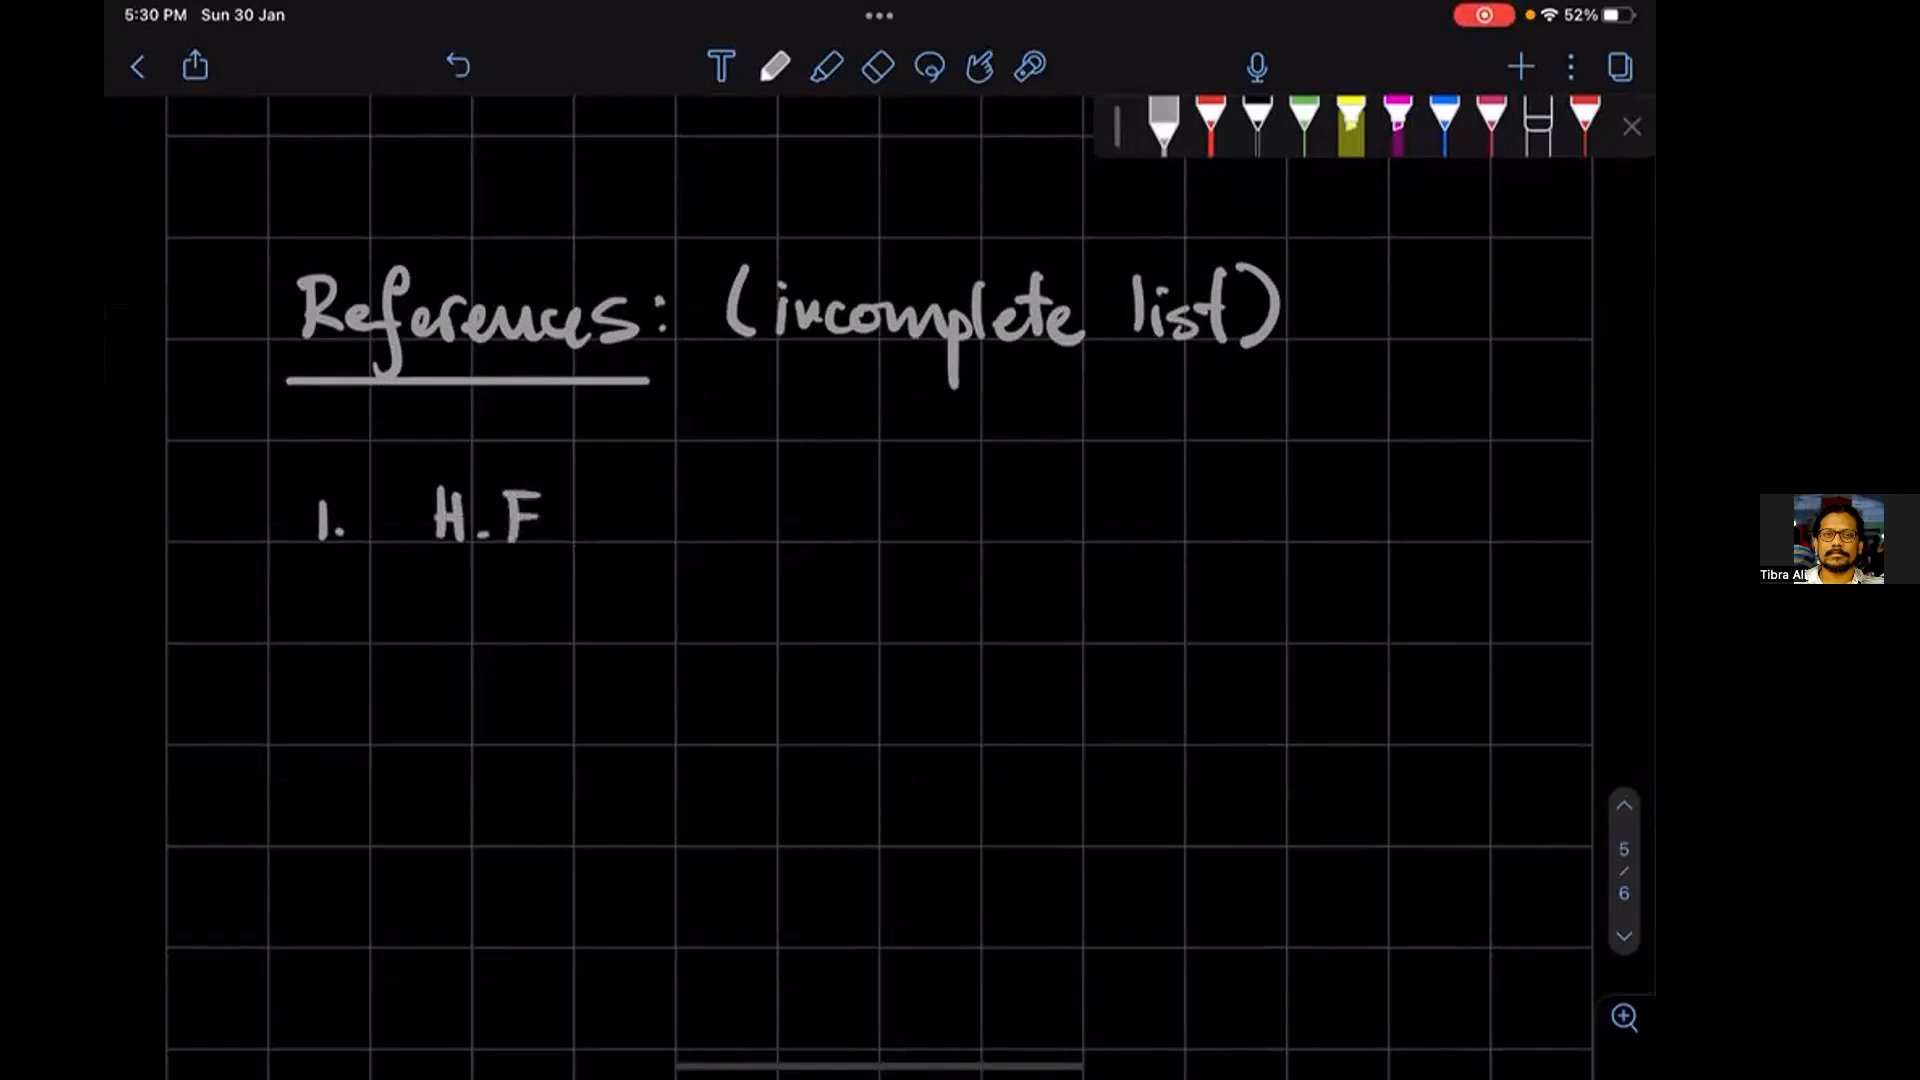 5:30 PM Sun 30 Jan
52%
References: (incomplete list)
1. H.F
Tibra Ali
5
/
6